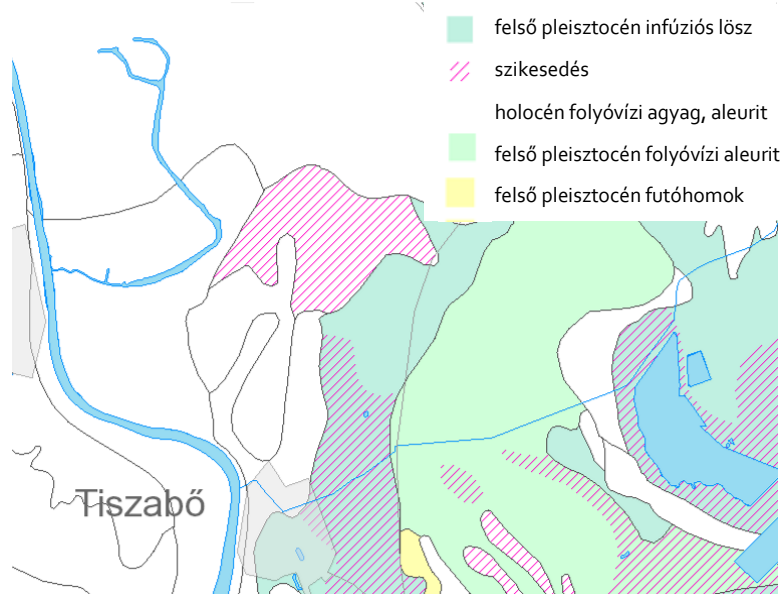 felső pleisztocén infúziós lösz
szikesedés
holocén folyóvízi agyag, aleurit
felső pleisztocén folyóvízi aleurit
felső pleisztocén futóhomok
Tiszabő